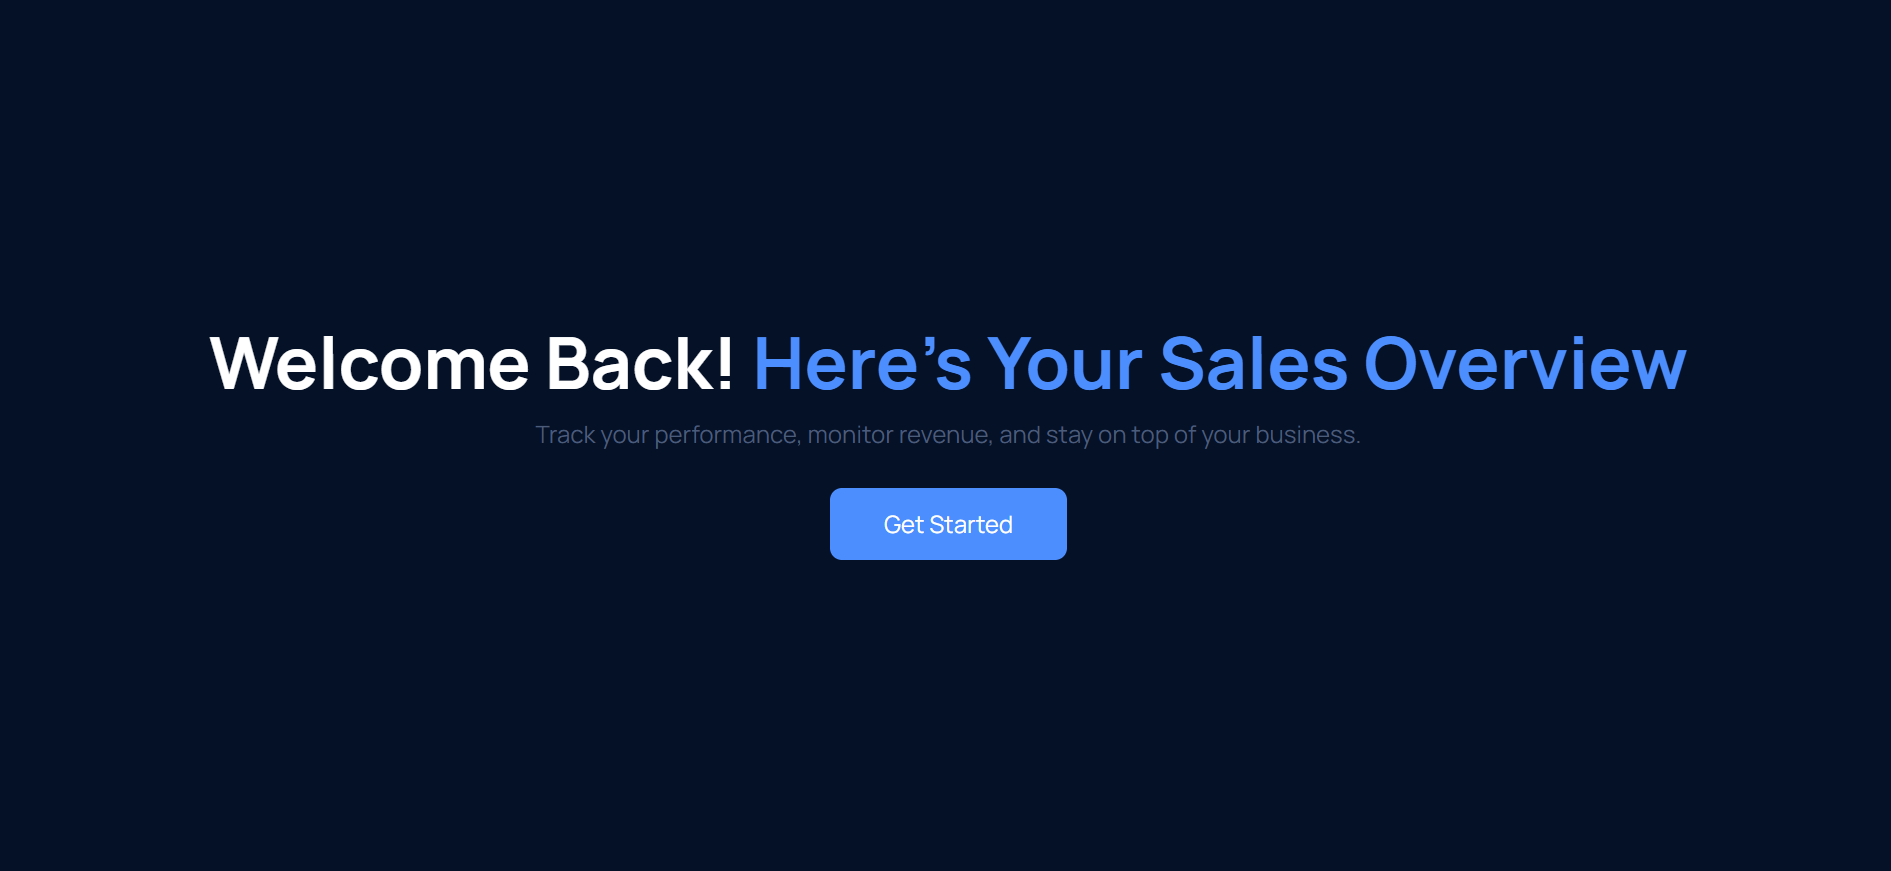 Welcome Back! Here’s Your Sales Overview
Track your performance, monitor revenue, and stay on top of your business.
Get Started